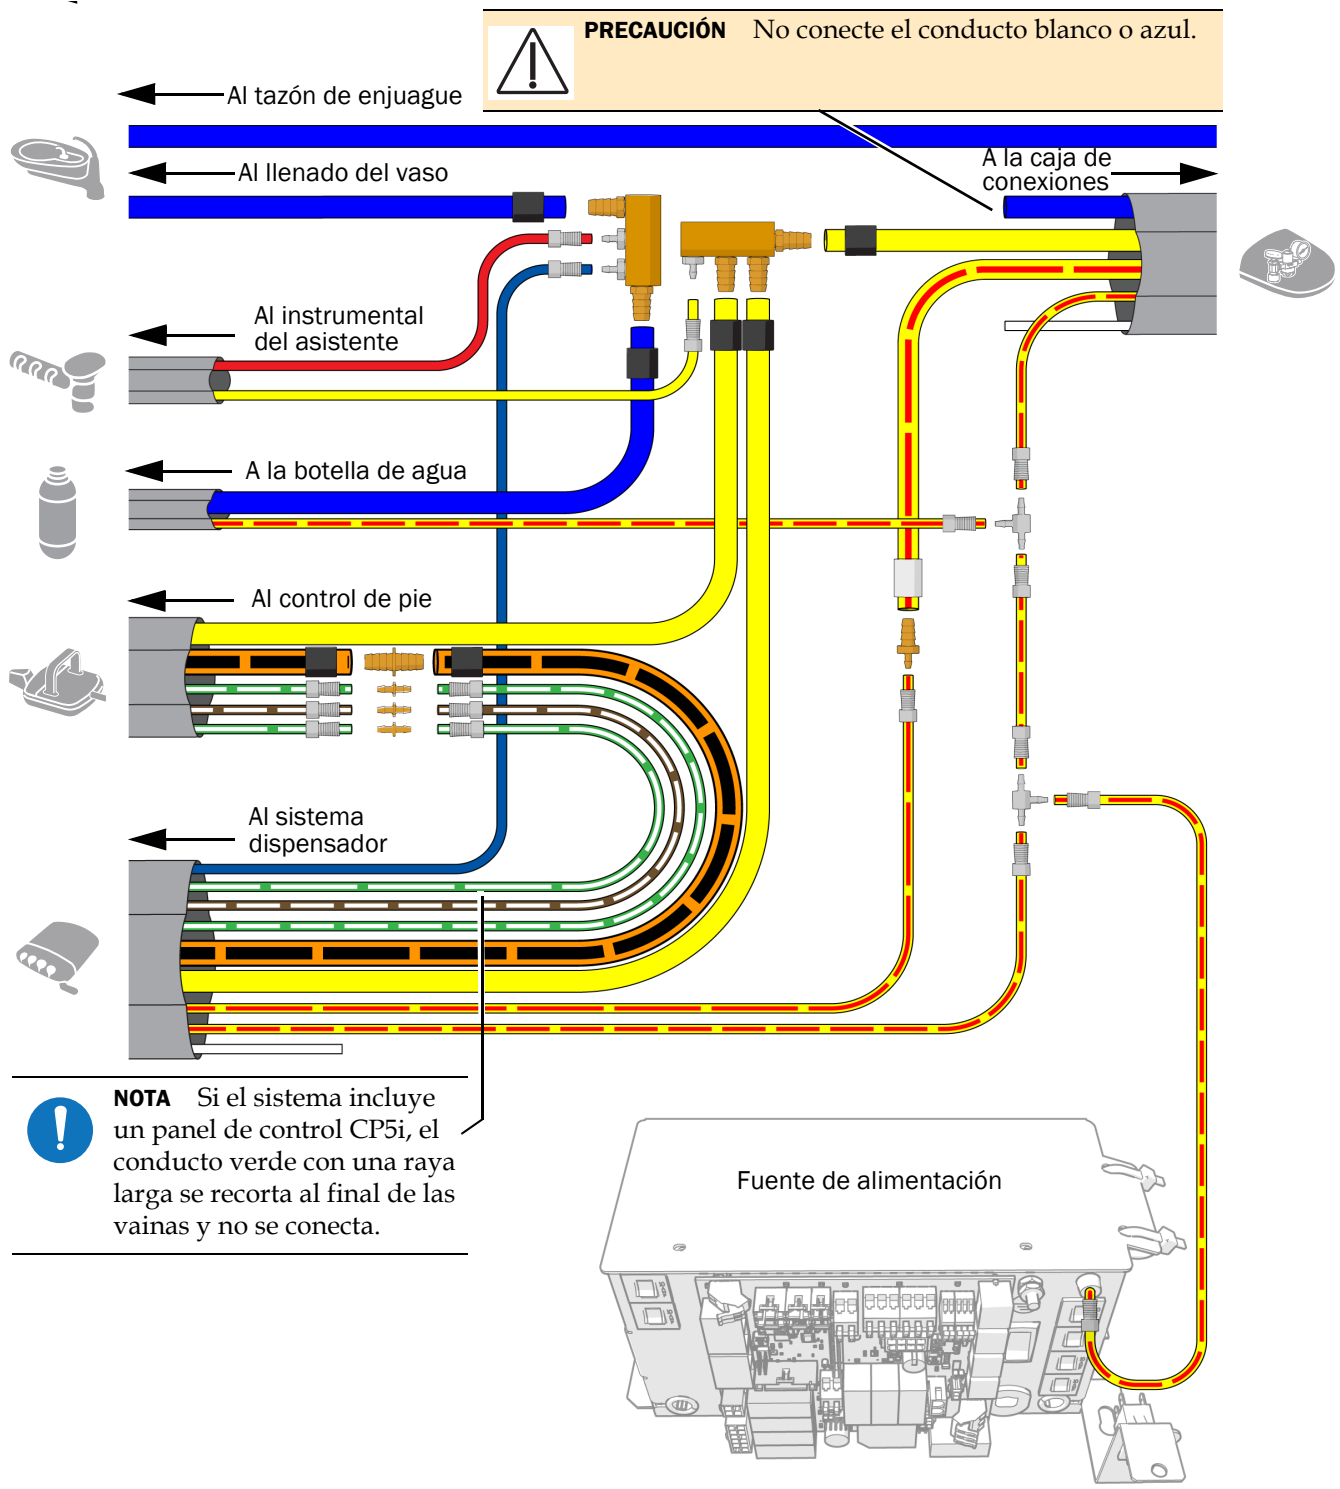 PRECAUCIÓN No conecte el conducto blanco o azul.
Al tazón de enjuague
Al llenado del vaso
A la caja de
conexiones
Al instrumental
del asistente
A la botella de agua
Al control de pie
Al sistema
dispensador
NOTA Si el sistema incluye
un panel de control CP5i, el
conducto verde con una raya
larga se recorta al final de las
vainas y no se conecta.
Fuente de alimentación